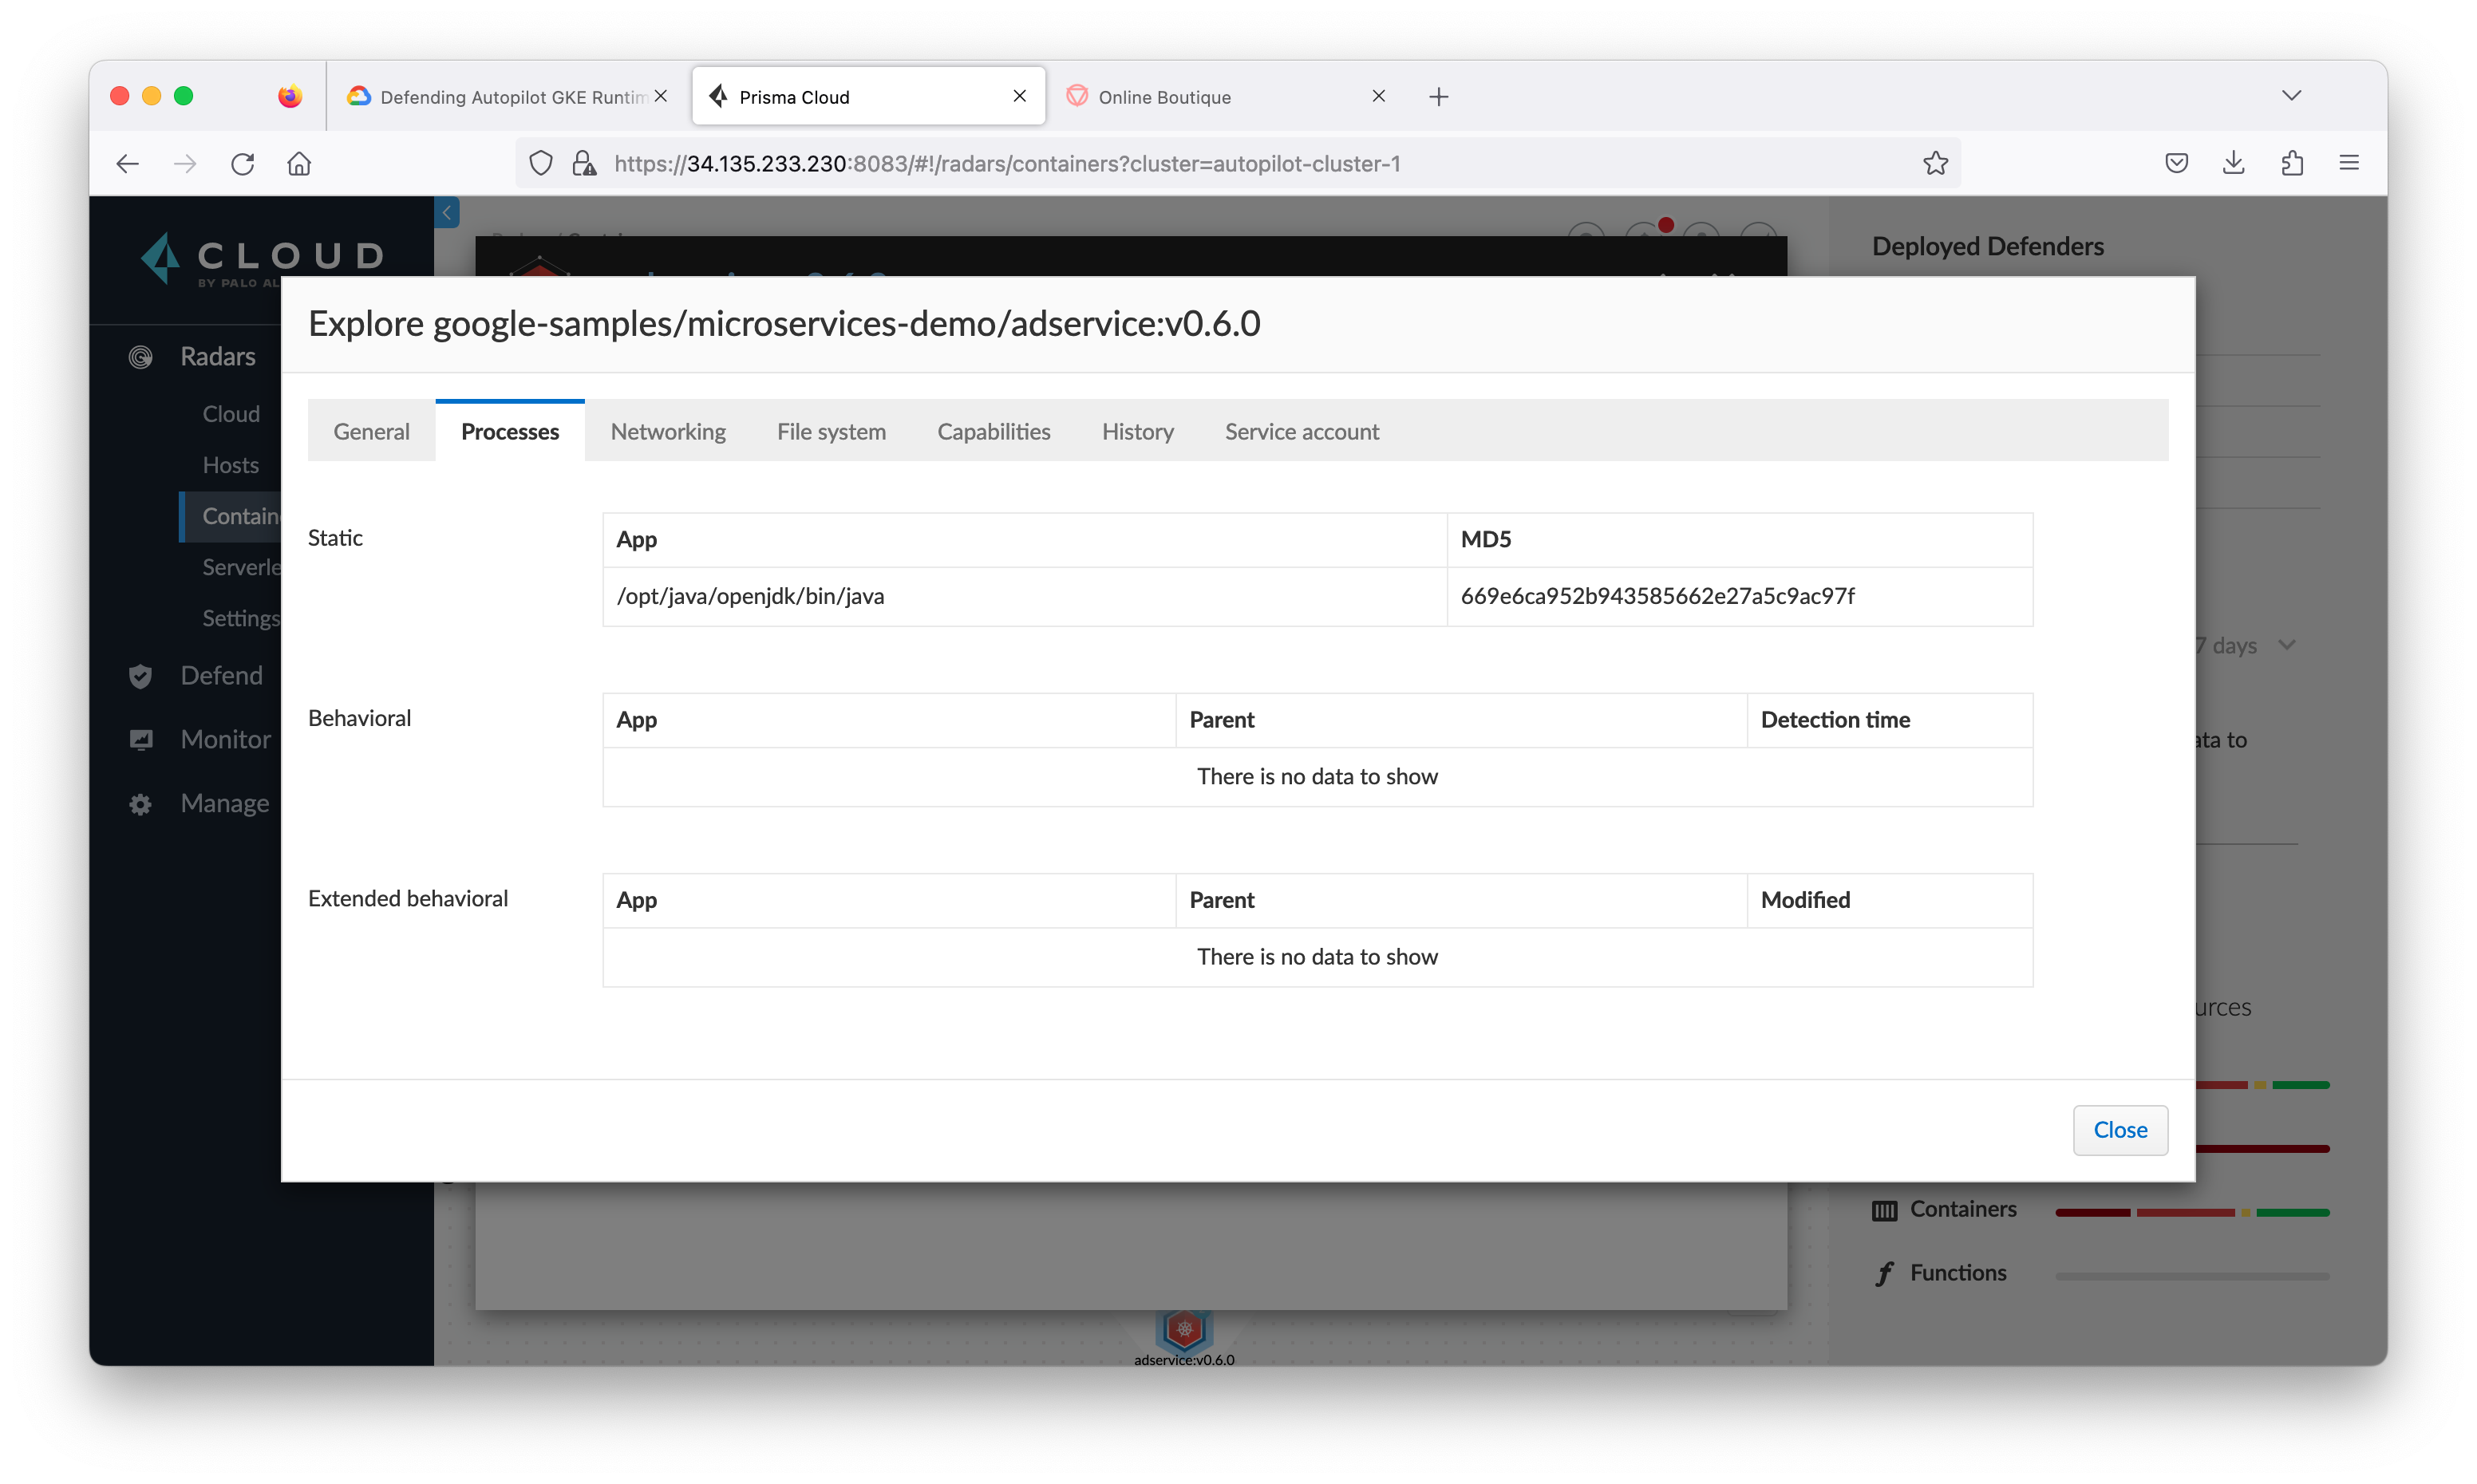 Defending Autopilot GKE Runtim
Prisma Cloud
Online Boutique
https://34.135.233.230:8083/#!/radars/containers?cluster=autopilot-cluster-1
CLOUD
BY PALO AL
Deployed Defenders
Explore google-samples/microservices-demo/adservice:v0.6.0
Radars
Cloud
Hosts
Contain
Serverle
Settings
Defend
Monitor
Manage
General Processes Networking File system Capabilities History Service account
Static
App MD5
/opt/java/openjdk/bin/java 669e6ca952b943585662e27a5c9ac97f
7 days
Behavioral
App Parent Detection time
There is no data to show
ata to
Extended behavioral
App Parent Modified
There is no data to show
urces
Close
Containers
Functions
adservice:v0.6.0